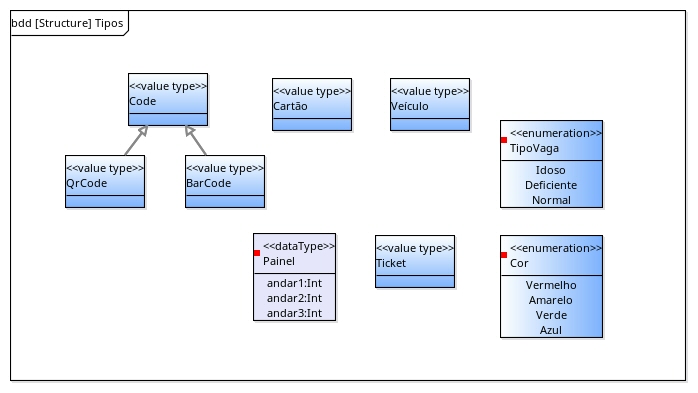 bdd [Structure] Tipos
<<value type>>
Code
<<value type>>
Cartão
<<value type>>
Veículo
<<enumeration>>
TipoVaga
Idoso
Deficiente
Normal
<<value type>>
QrCode
<<value type>>
BarCode
<<dataType>>
Painel
andar1:Int
andar2:Int
andar3:Int
<<value type>>
Ticket
<<enumeration>>
Cor
Vermelho
Amarelo
Verde
Azul